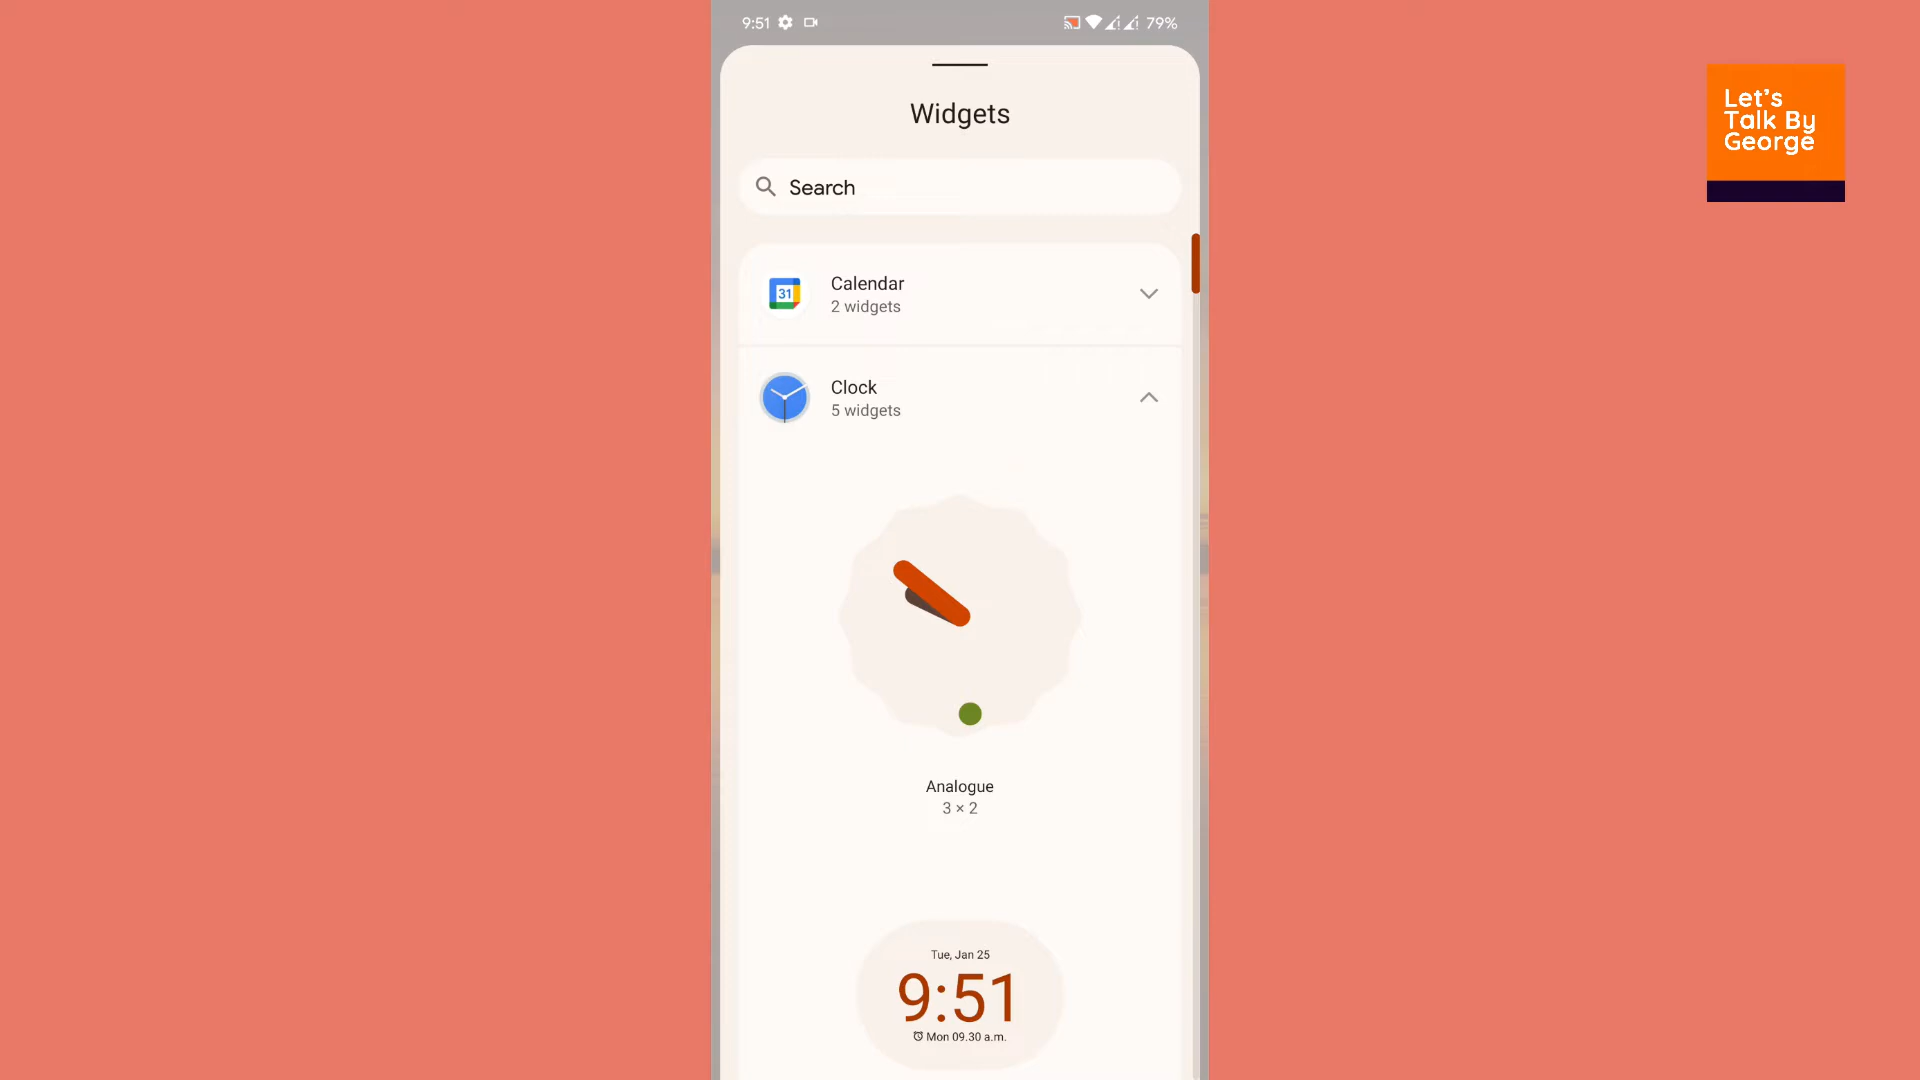 9:51
79%
Widgets
Search
31
Calendar
2 widgets
Clock
5 widgets
Analogue
3 × 2
Tue, Jan 25
9:51
Mon 09.30 a.m.
Let's
Talk By
George